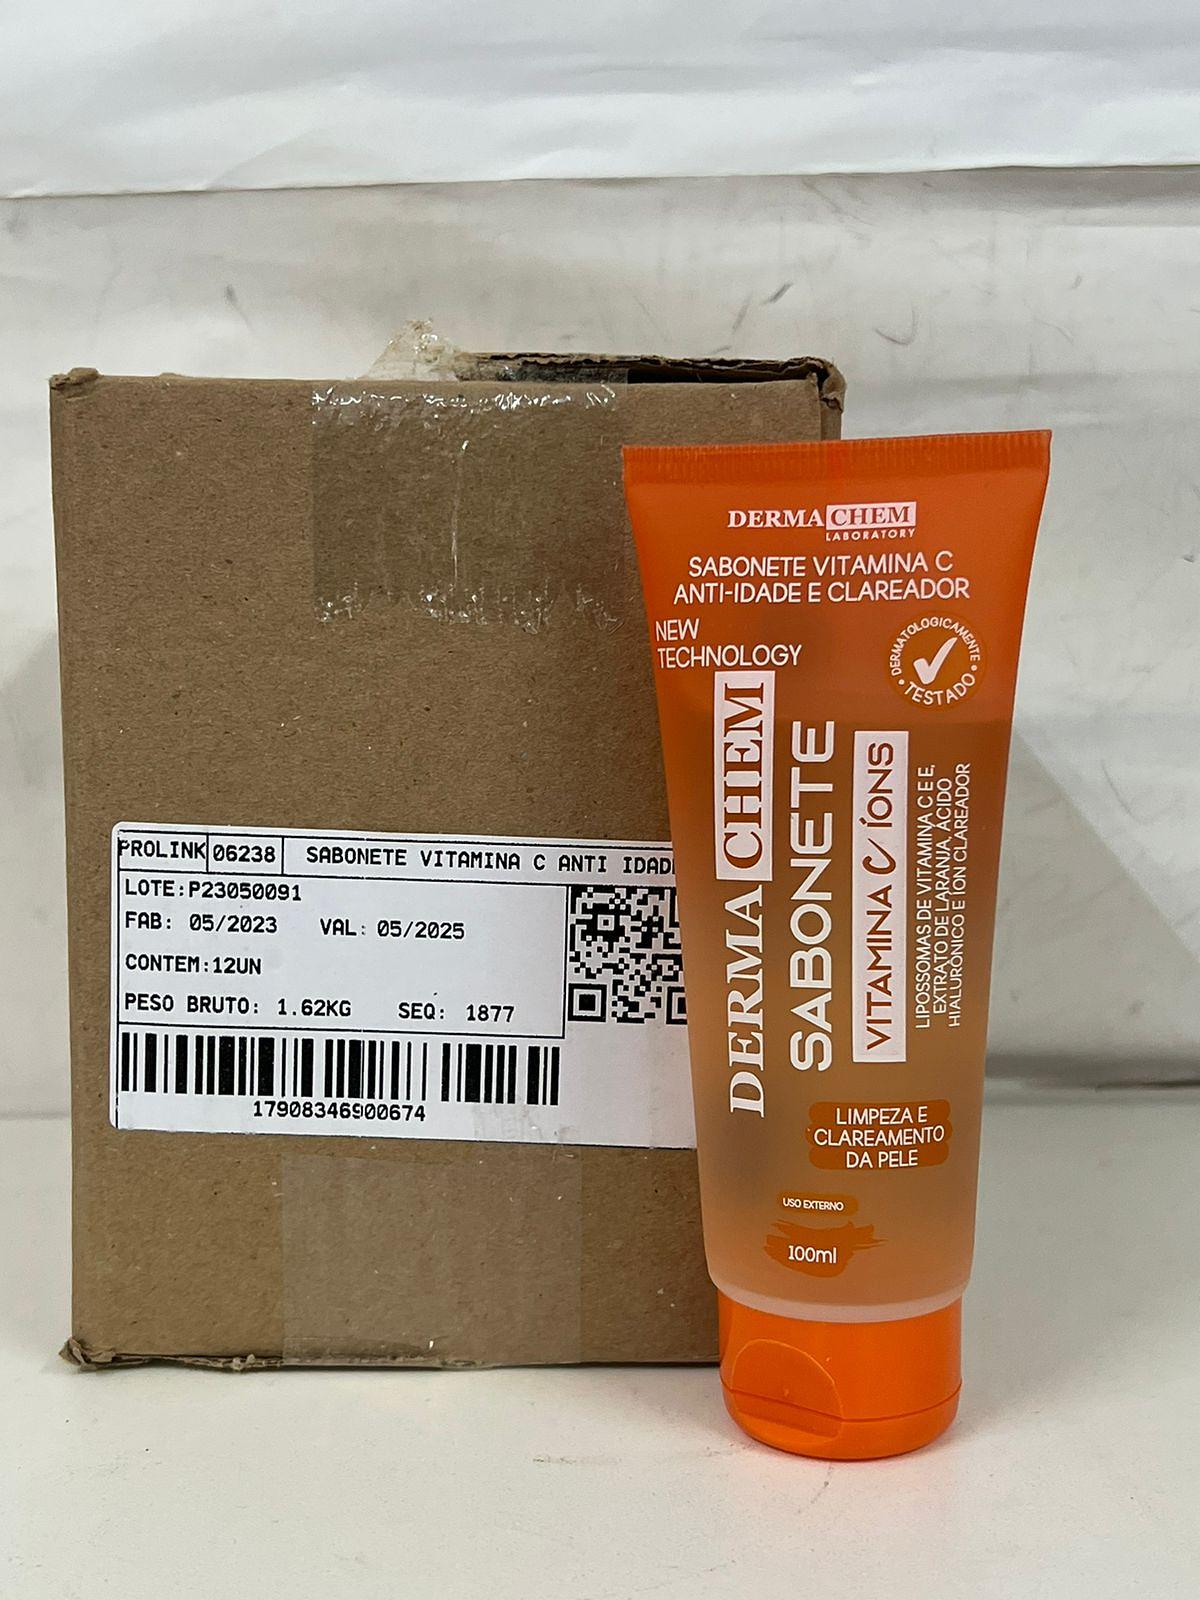 PROLINK 06238 SABONETE VITAMINA C ANTI
LOTE:P23050091
FAB: 05/2023 VAL: 05/2025
CONTEM:12UN
PESO BRUTO: 1.62KG SEQ: 1877
17908346900674
DERMA CHEM
LABORATORY
SABONETE VITAMINA C
ANTI-IDADE E CLAREADOR
NEW
TECHNOLOGY
DERMATOLOGICAMENTE
TESTADO
DERMA CHEM
SABONETE
VITAMINA C ÍONS
LIPOSSOMAS DE VITAMINA C E E,
EXTRATO DE LARANJA, ÁCIDO
HIALURÔNICO E ÍON CLAREADOR
LIMPEZA E
CLAREAMENTO
DA PELE
USO EXTERNO
100ml